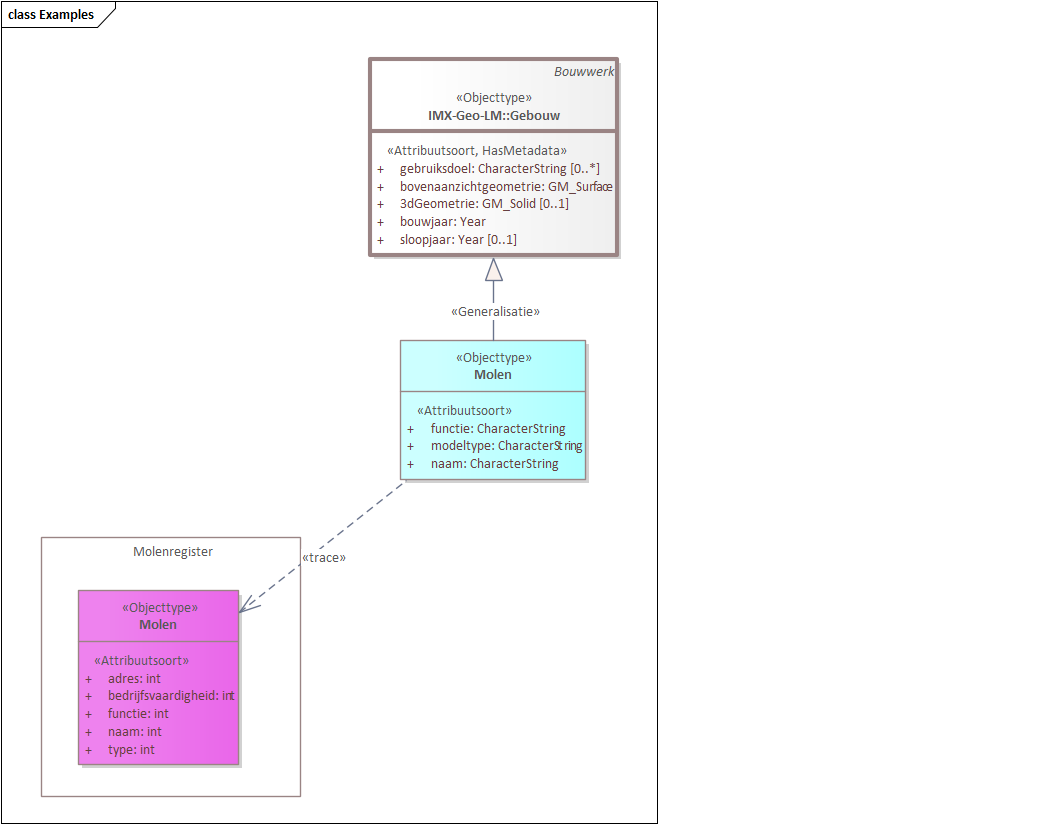 class Examples
Bouwwerk
«Objecttype»
IMX-Geo-LM::Gebouw
«Attribuutsoort, HasMetadata»
+ gebruiksdoel: CharacterString [0..*]
+ bovenaanzichtgeometrie: GM_Surface
+ 3dGeometrie: GM_Solid [0..1]
+ bouwjaar: Year
+ sloopjaar: Year [0..1]
«Generalisatie»
«Objecttype»
Molen
«Attribuutsoort»
+ functie: CharacterString
+ modeltype: CharacterString
+ naam: CharacterString
«trace»
Molenregister
«Objecttype»
Molen
«Attribuutsoort»
+ adres: int
+ bedrijfsvaardigheid: int
+ functie: int
+ naam: int
+ type: int